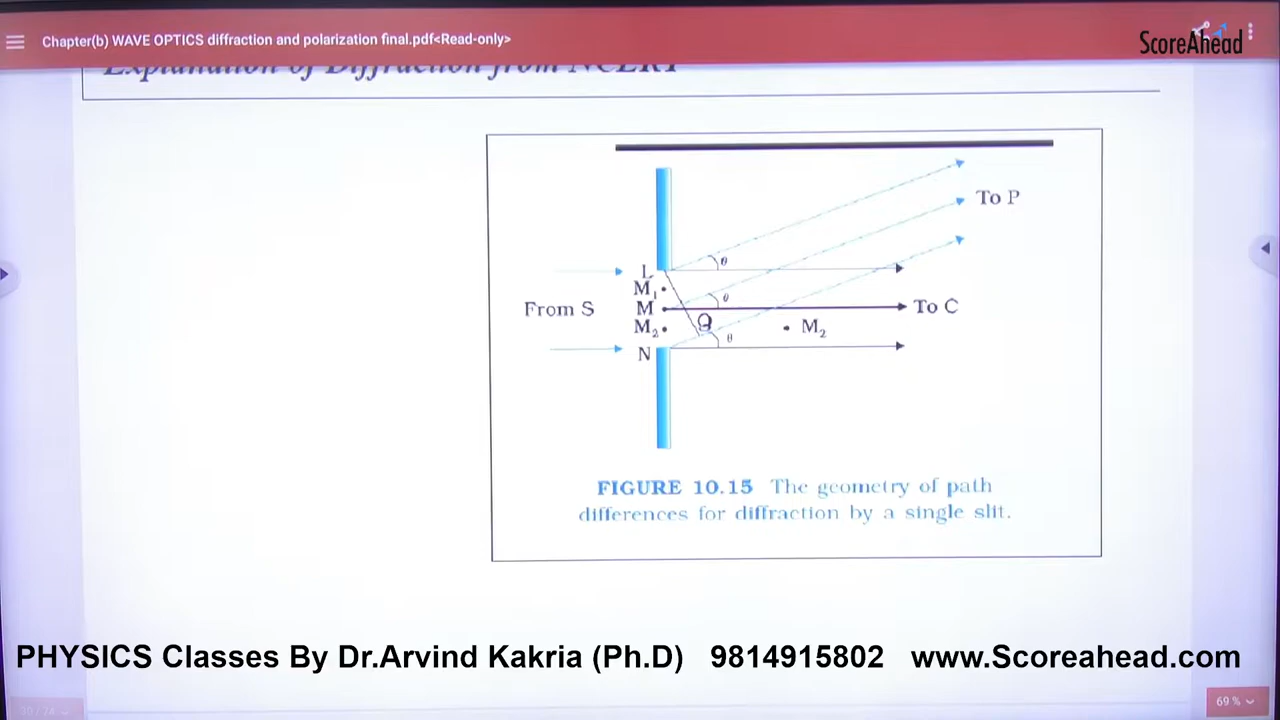 Chapter(b) WAVE OPTICS diffraction and polarization final.pdf<Read-only>
ScoreAhead
Explanation of Diffraction from NCERT
To P
L
θ
M1
From S
M
θ
To C
M2
Q
M2
N
θ
FIGURE 10.15 The geometry of path
differences for diffraction by a single slit.
PHYSICS Classes By Dr.Arvind Kakria (Ph.D) 9814915802 www.Scoreahead.com
69 %